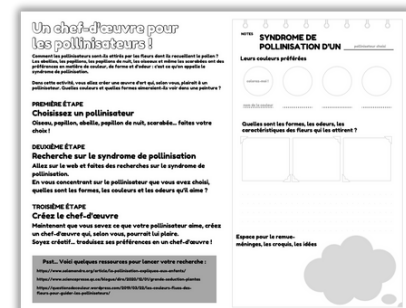 Un chef-d'œuvre pour
les pollinisateurs !
Comment les pollinisateurs sont-ils attirés par les fleurs dont ils recueillent le pollen ?
Les abeilles, les papillons, les papillons de nuit, les oiseaux et même les scarabées ont des
préférences en matière de couleur, de forme et d'odeur : c'est ce qu'on appelle le
syndrome de pollinisation.
Dans cette activité, vous allez créer une œuvre d'art qui, selon vous, plairait à un
pollinisateur. Quelles couleurs et quelles formes aimeraient-ils voir dans une peinture ?
PREMIÈRE ÉTAPE
Choisissez un pollinisateur
Oiseau, papillon, abeille, papillon de nuit, scarabée... faites votre
choix !
DEUXIÈME ÉTAPE
Recherche sur le syndrome de pollinisation
Allez sur le web et faites des recherches sur le syndrome de
pollinisation.
En vous concentrant sur le pollinisateur que vous avez choisi,
quelles sont les formes, les couleurs et les odeurs qu'il aime ?
TROISIÈME ÉTAPE
Créez le chef-d'œuvre
Maintenant que vous savez ce que votre pollinisateur aime, créez
un chef-d'œuvre qui, selon vous, pourrait lui plaire.
Soyez créatif... traduisez ses préférences en un chef-d'œuvre !
Psst... Voici quelques ressources pour lancer votre recherche :
NOTES
SYNDROME DE
POLLINISATION D'UN
pollinisateur choisi
Leurs couleurs préférées
Quelles sont les formes, les odeurs, les
caractéristiques des fleurs qui les attirent ?
Espace pour le remue-
méninges, les croquis, les idées